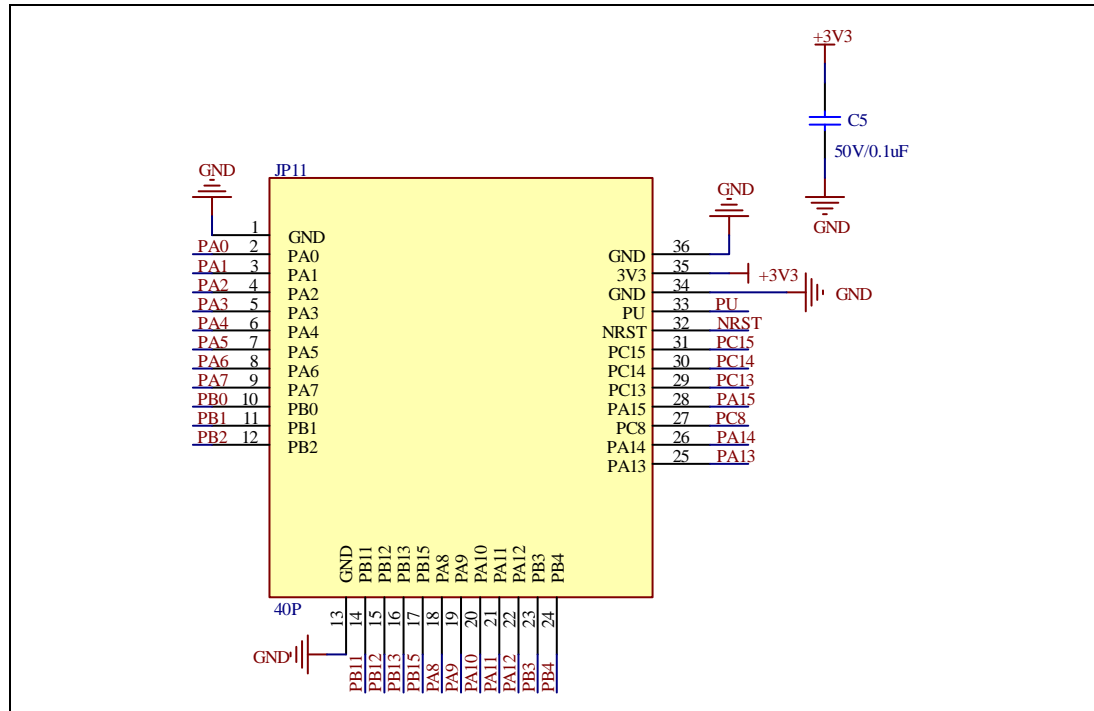 +3V3
C5
50V/0.1uF
GND
GND
JP11
GND
1
GND
PA0 2 PA0
PA1 3 PA1
PA2 4 PA2
PA3 5 PA3
PA4 6 PA4
PA5 7 PA5
PA6 8 PA6
PA7 9 PA7
PB0 10 PB0
PB1 11 PB1
PB2 12 PB2
GND
GND 36
3V3 35 +3V3
GND 34 GND
PU 33 PU
NRST 32 NRST
PC15 31 PC15
PC14 30 PC14
PC13 29 PC13
PA15 28 PA15
PC8 27 PC8
PA14 26 PA14
PA13 25 PA13
GND PB11 PB12 PB13 PB15 PA8 PA9 PA10 PA11 PA12 PB3 PB4
40P
13 14 15 16 17 18 19 20 21 22 23 24
GND
PB11 PB12 PB13 PB15 PA8 PA9 PA10 PA11 PA12 PB3 PB4